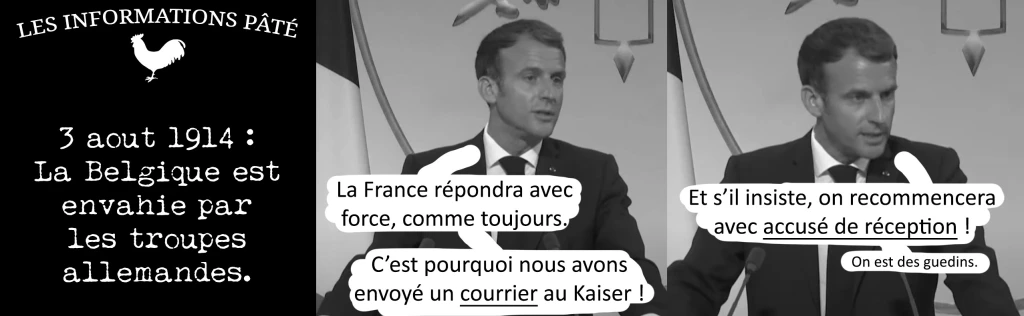 LES INFORMATIONS PÂTÉ
3 aout 1914 :
La Belgique est
envahie par
les troupes
allemandes.
La France répondra avec
force, comme toujours.
C'est pourquoi nous avons
envoyé un courrier au Kaiser !
Et s'il insiste, on recommencera
avec accusé de réception !
On est des guedins.